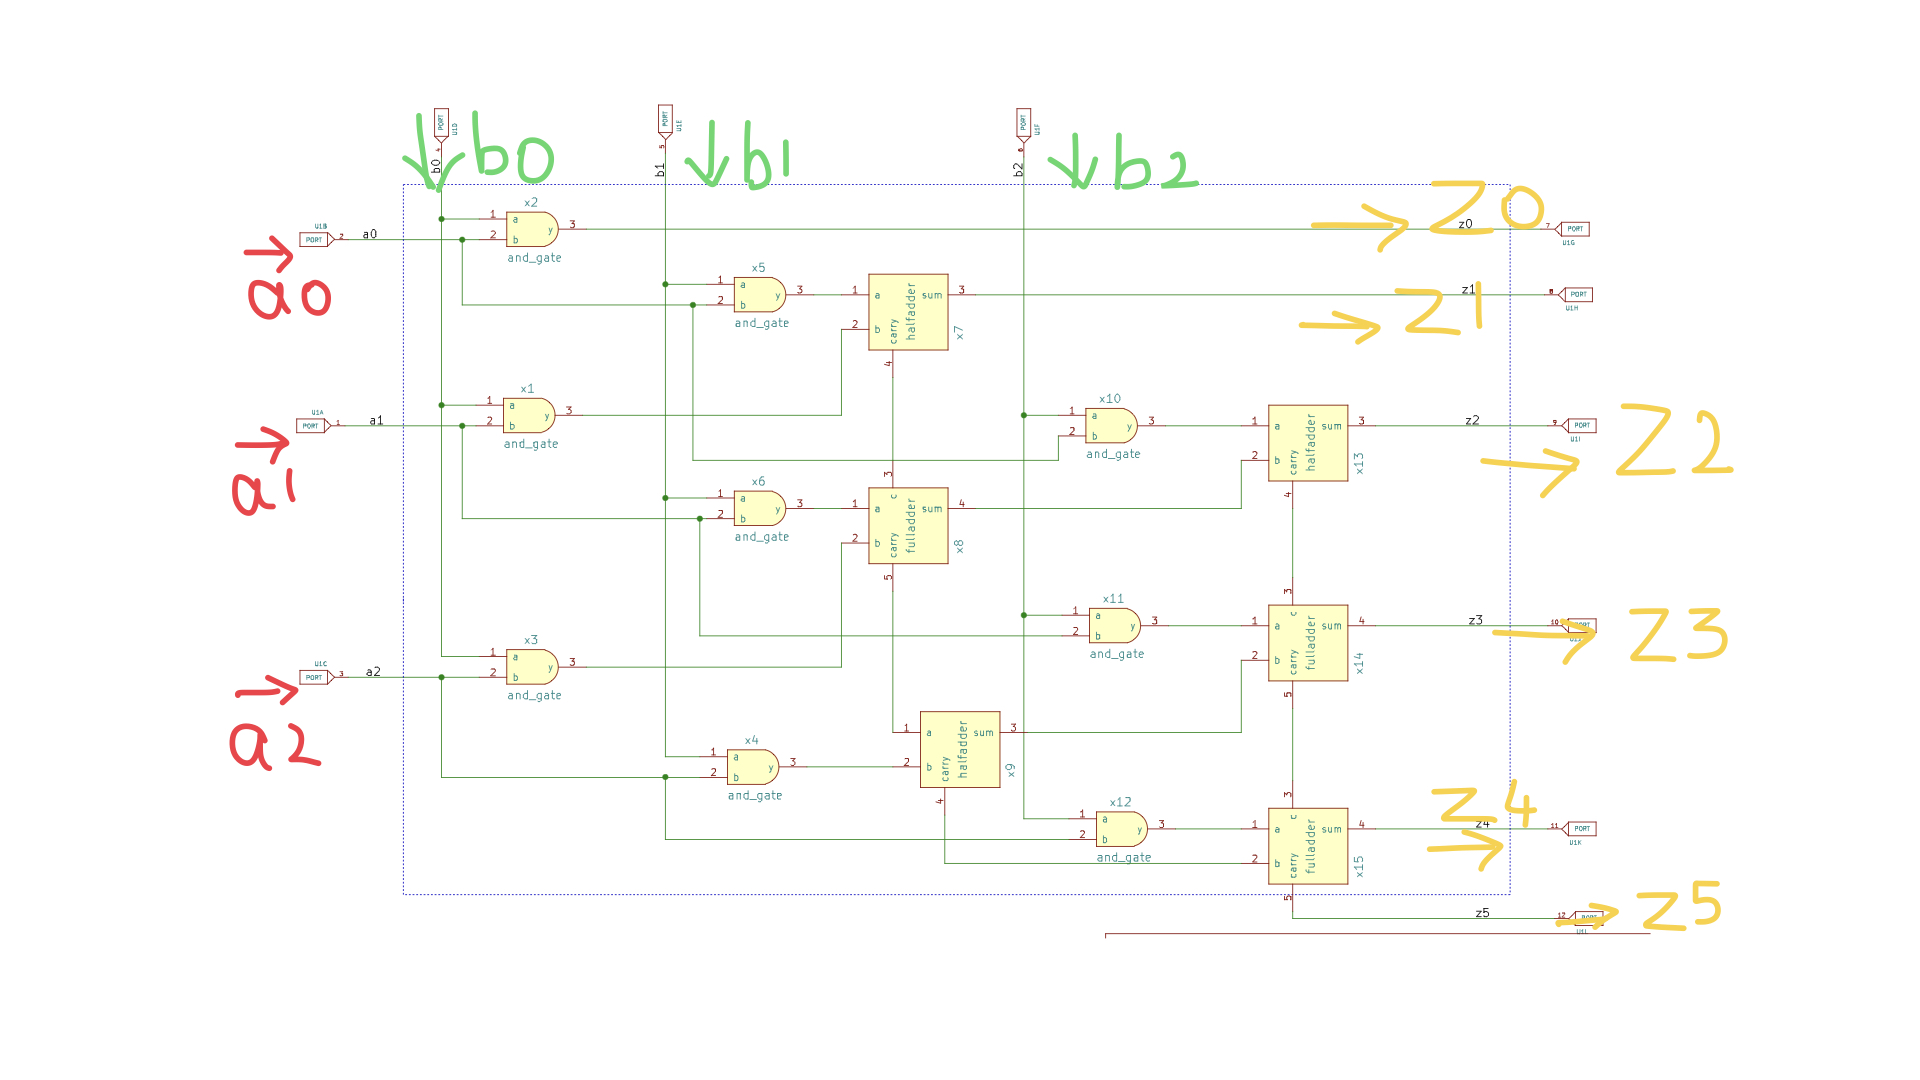 PORT
U1D
4
b0
PORT
U1E
5
b1
PORT
U1F
6
b2
b0
b1
b2
x2
1 a
2 b
y 3
and_gate
U1B
PORT 2 a0
a0
z0
z0
7 PORT
U1G
x5
1 a
2 b
y 3
and_gate
1 a sum 3
2 b
carry
halfadder
x7
4
z1
z1
8 PORT
U1H
x1
1 a
2 b
y 3
and_gate
U1A
PORT 1 a1
a1
x10
1 a
2 b
y 3
and_gate
1 a sum 3
2 b
carry
halfadder
x13
4
z2
9 PORT
U1I
z2
x6
1 a
2 b
y 3
and_gate
3
c
1 a sum 4
2 b
carry
fulladder
x8
5
x11
1 a
2 b
y 3
and_gate
3
1 a sum 4
2 b
carry
fulladder
x14
5
z3
10
z3
x3
1 a
2 b
y 3
and_gate
U1C
PORT 3 a2
a2
x4
1 a
2 b
y 3
and_gate
1 a sum 3
2 b
carry
halfadder
x9
4
x12
1 a
2 b
y 3
and_gate
3
c
1 a sum 4
2 b
carry
fulladder
x15
5
z4
z4
11 PORT
U1K
z5
12 PORT
U1L
z5